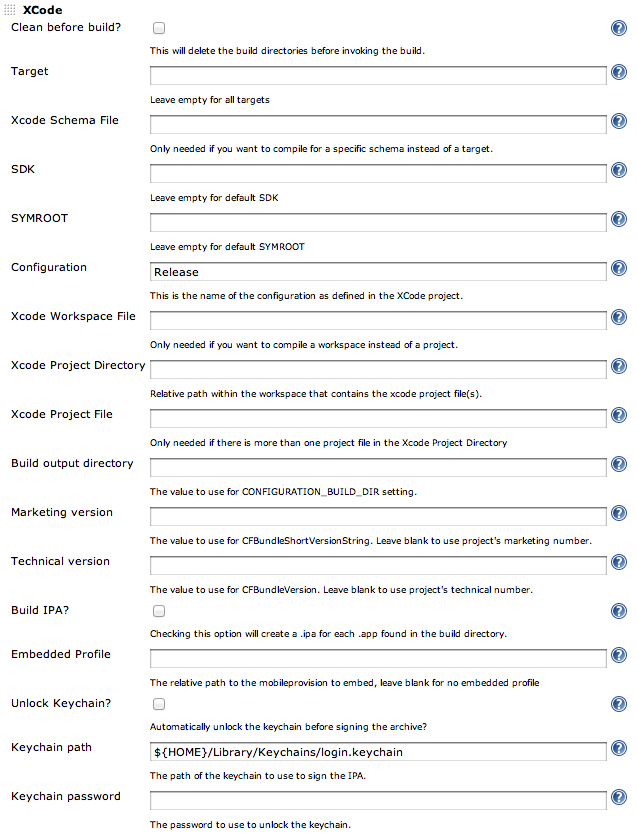 XCode
Clean before build?
This will delete the build directories before invoking the build.
Target
Leave empty for all targets
Xcode Schema File
Only needed if you want to compile for a specific schema instead of a target.
SDK
Leave empty for default SDK
SYMROOT
Leave empty for default SYMROOT
Configuration
Release
This is the name of the configuration as defined in the XCode project.
Xcode Workspace File
Only needed if you want to compile a workspace instead of a project.
Xcode Project Directory
Relative path within the workspace that contains the xcode project file(s).
Xcode Project File
Only needed if there is more than one project file in the Xcode Project Directory
Build output directory
The value to use for CONFIGURATION_BUILD_DIR setting.
Marketing version
The value to use for CFBundleShortVersionString. Leave blank to use project's marketing number.
Technical version
The value to use for CFBundleVersion. Leave blank to use project's technical number.
Build IPA?
Checking this option will create a .ipa for each .app found in the build directory.
Embedded Profile
The relative path to the mobileprovision to embed, leave blank for no embedded profile
Unlock Keychain?
Automatically unlock the keychain before signing the archive?
Keychain path
${HOME}/Library/Keychains/login.keychain
The path of the keychain to use to sign the IPA.
Keychain password
The password to use to unlock the keychain.